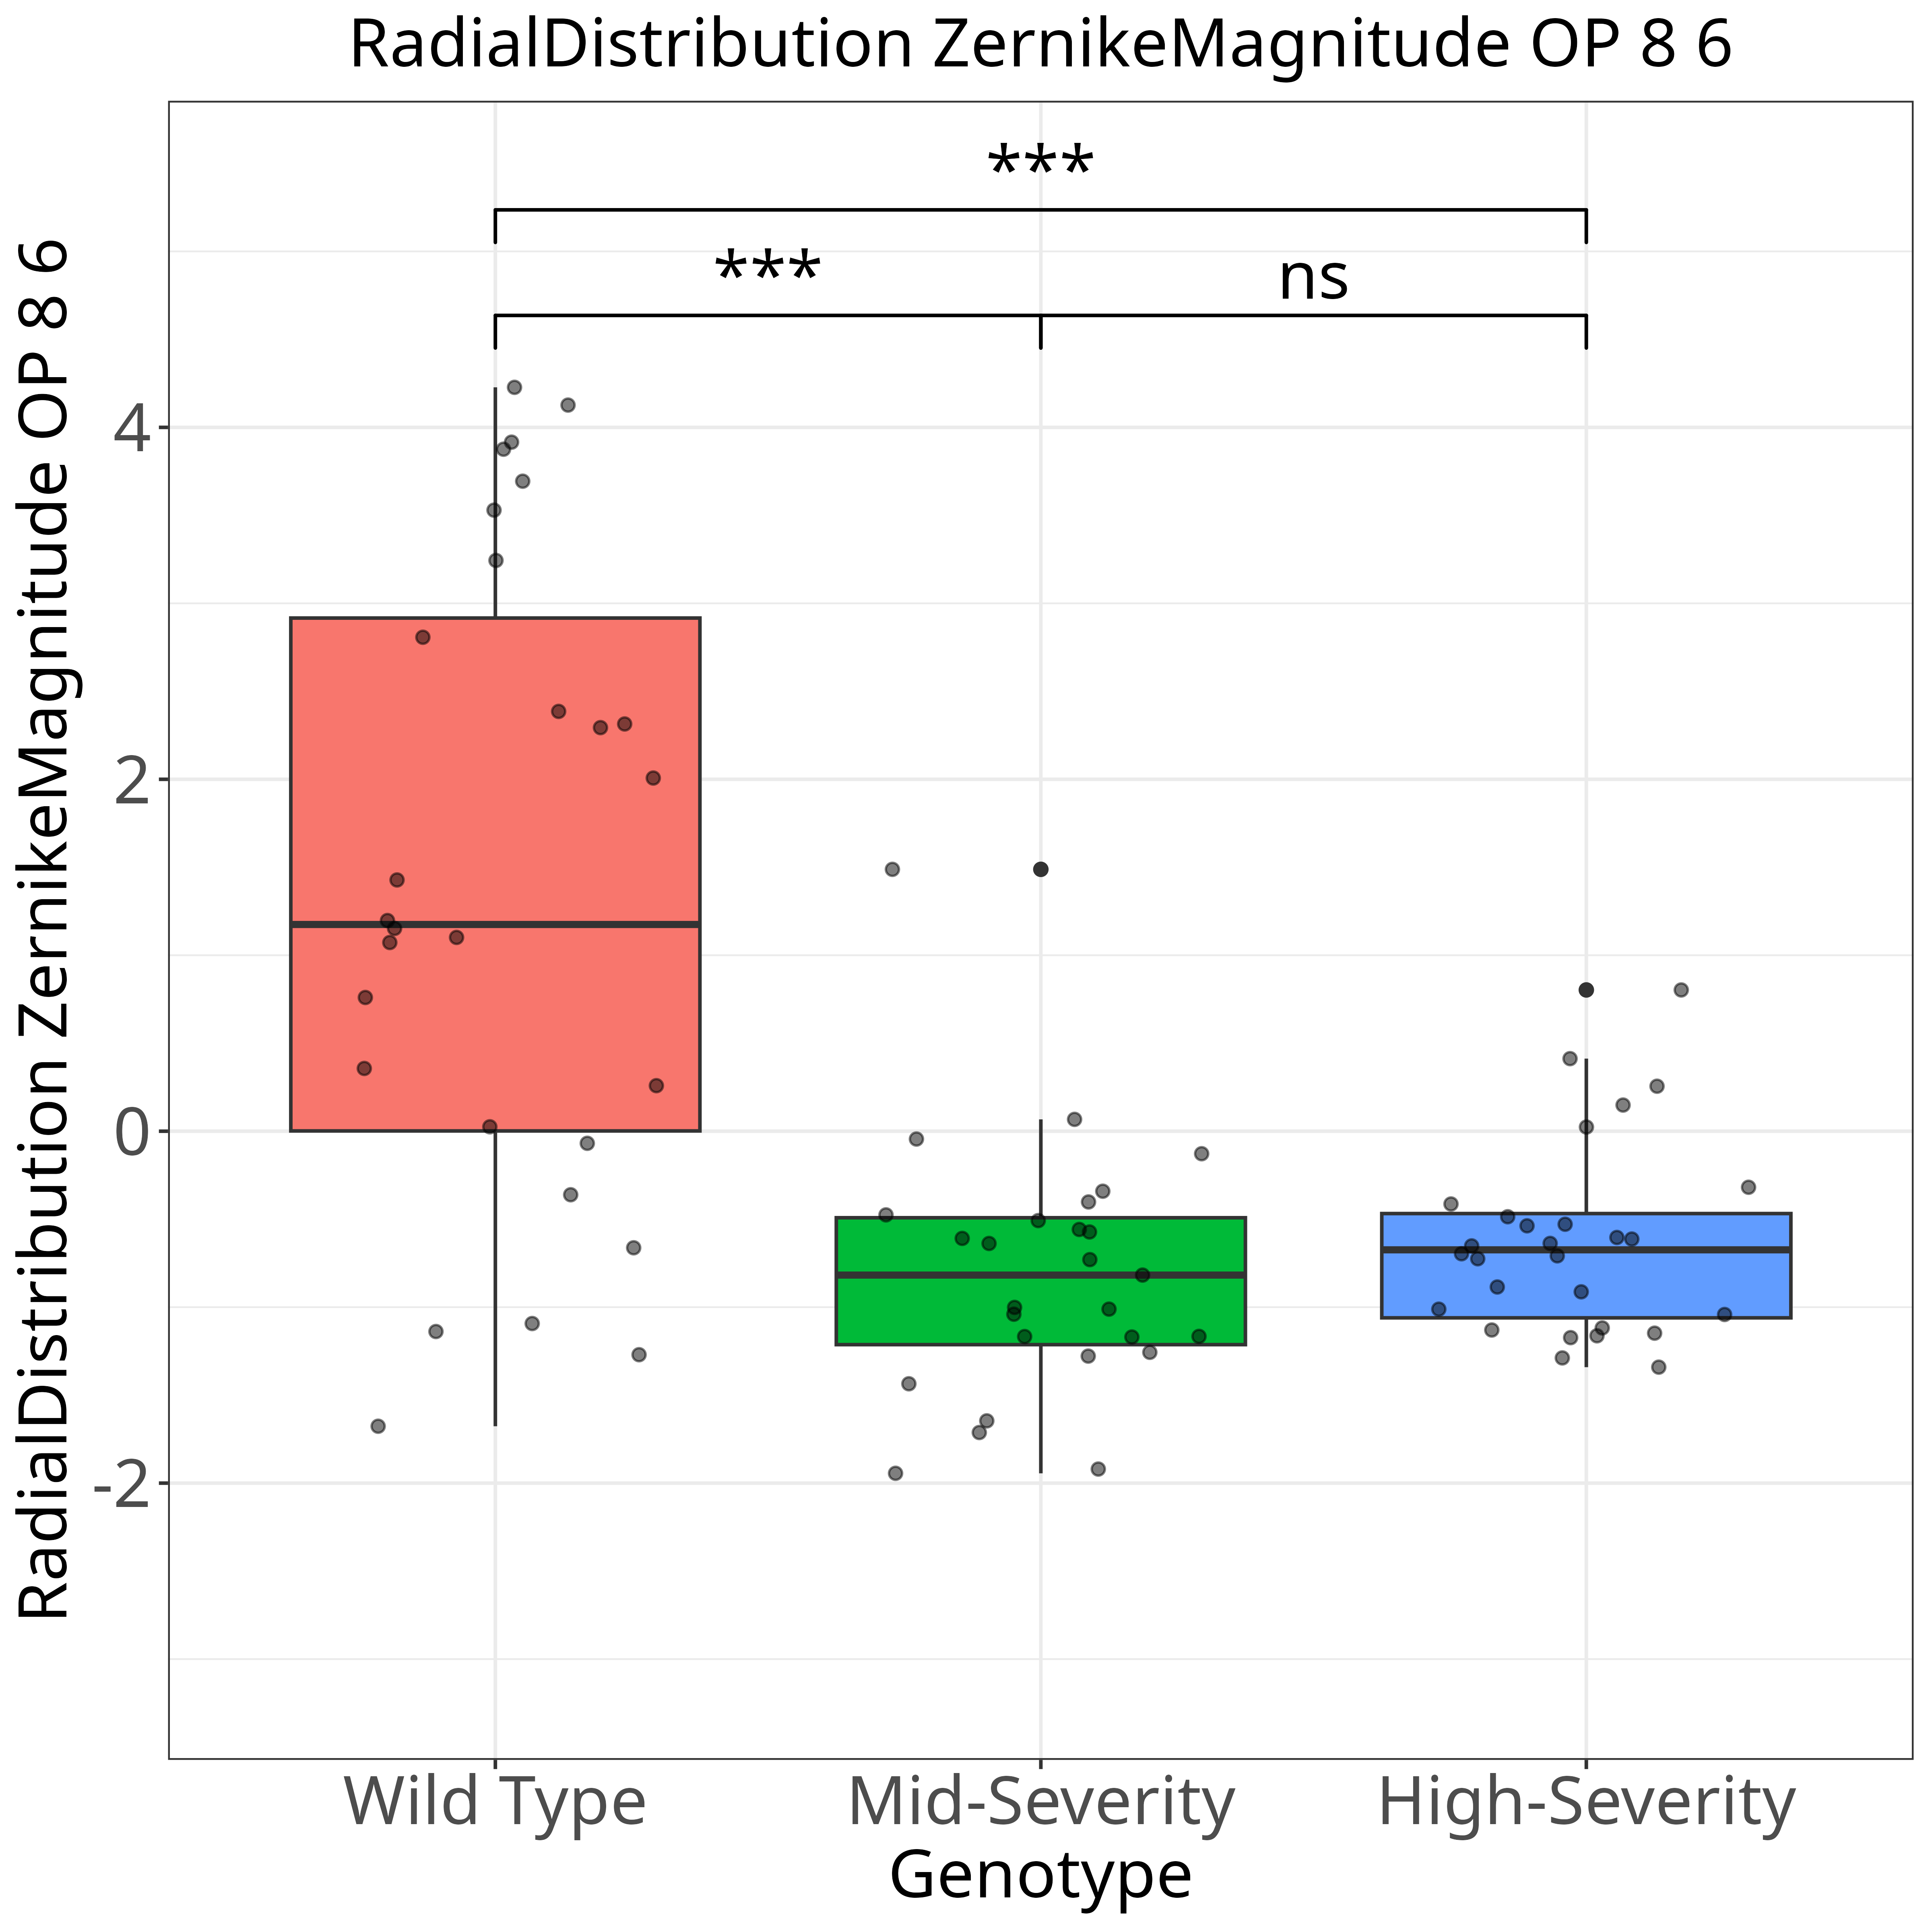 RadialDistribution ZernikeMagnitude OP 8 6
RadialDistribution ZernikeMagnitude OP 8 6
***
***
ns
4
2
0
-2
Wild Type
Mid-Severity
High-Severity
Genotype